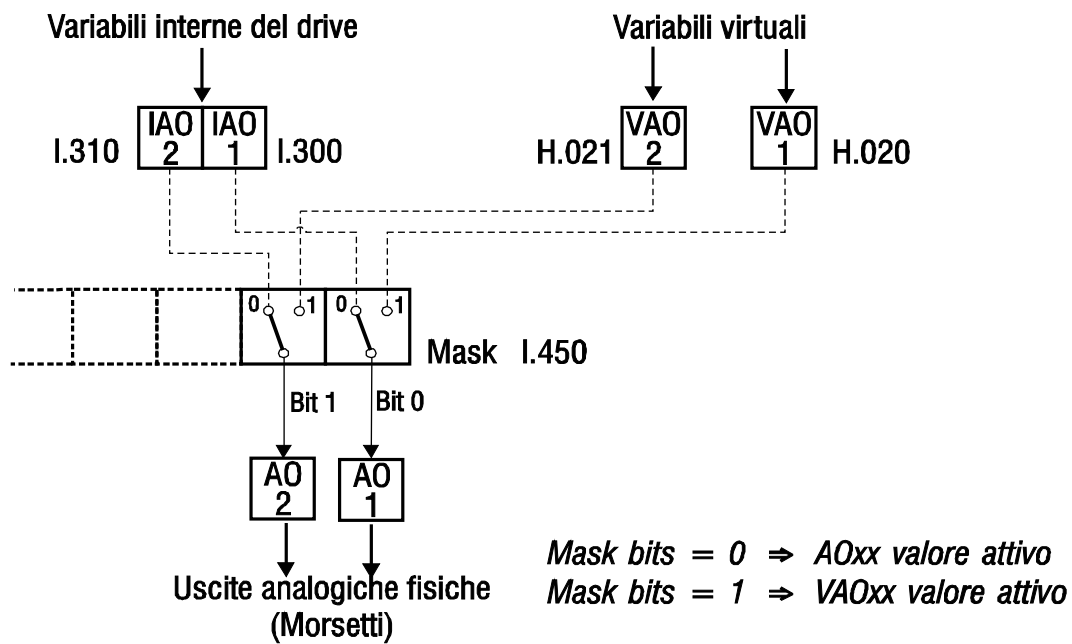 Variabili interne del drive
Variabili virtuali
IAO 2
IAO 1
VAO 2
VAO 1
I.310
I.300
H.021
H.020
0 1
0 1
Mask I.450
Bit 1
Bit 0
AO 2
AO 1
Mask bits = 0 ⇒ AOxx valore attivo
Mask bits = 1 ⇒ VAOxx valore attivo
Uscite analogiche fisiche
(Morsetti)